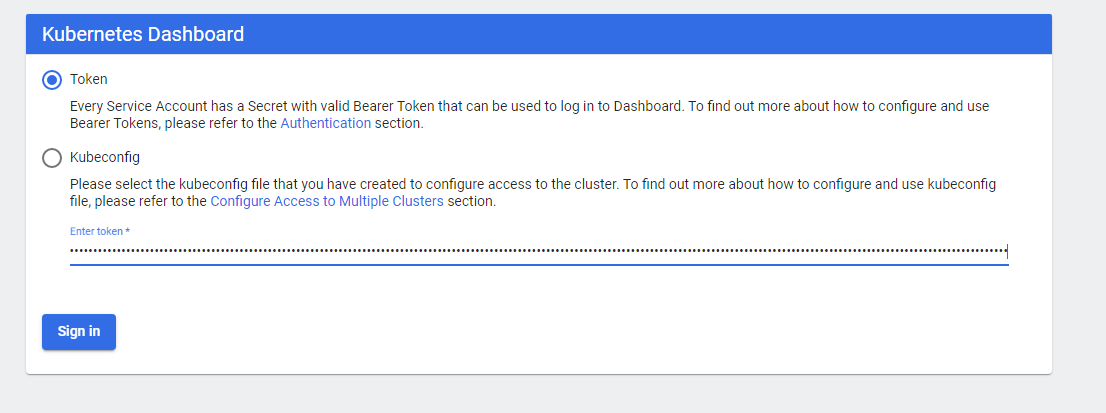 Kubernetes Dashboard
Token
Every Service Account has a Secret with valid Bearer Token that can be used to log in to Dashboard. To find out more about how to configure and use
Bearer Tokens, please refer to the Authentication section.
Kubeconfig
Please select the kubeconfig file that you have created to configure access to the cluster. To find out more about how to configure and use kubeconfig
file, please refer to the Configure Access to Multiple Clusters section.
Enter token *
Sign in